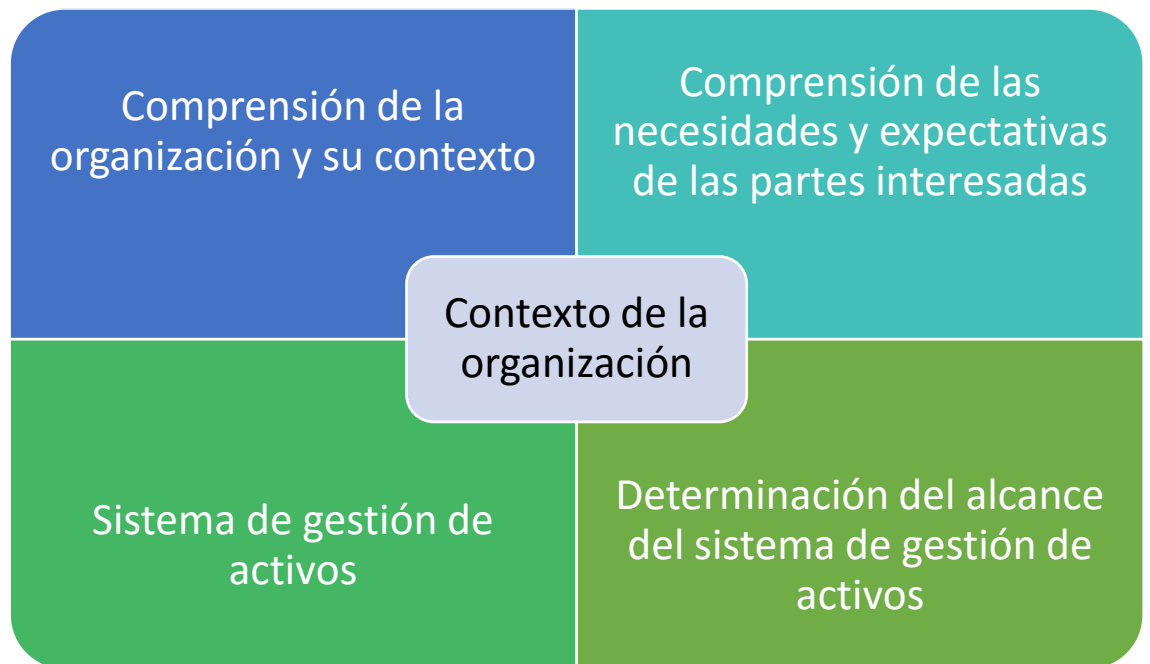 Comprensión de la
organización y su contexto
Comprensión de las
necesidades y expectativas
de las partes interesadas
Contexto de la
organización
Sistema de gestión de
activos
Determinación del alcance
del sistema de gestión de
activos